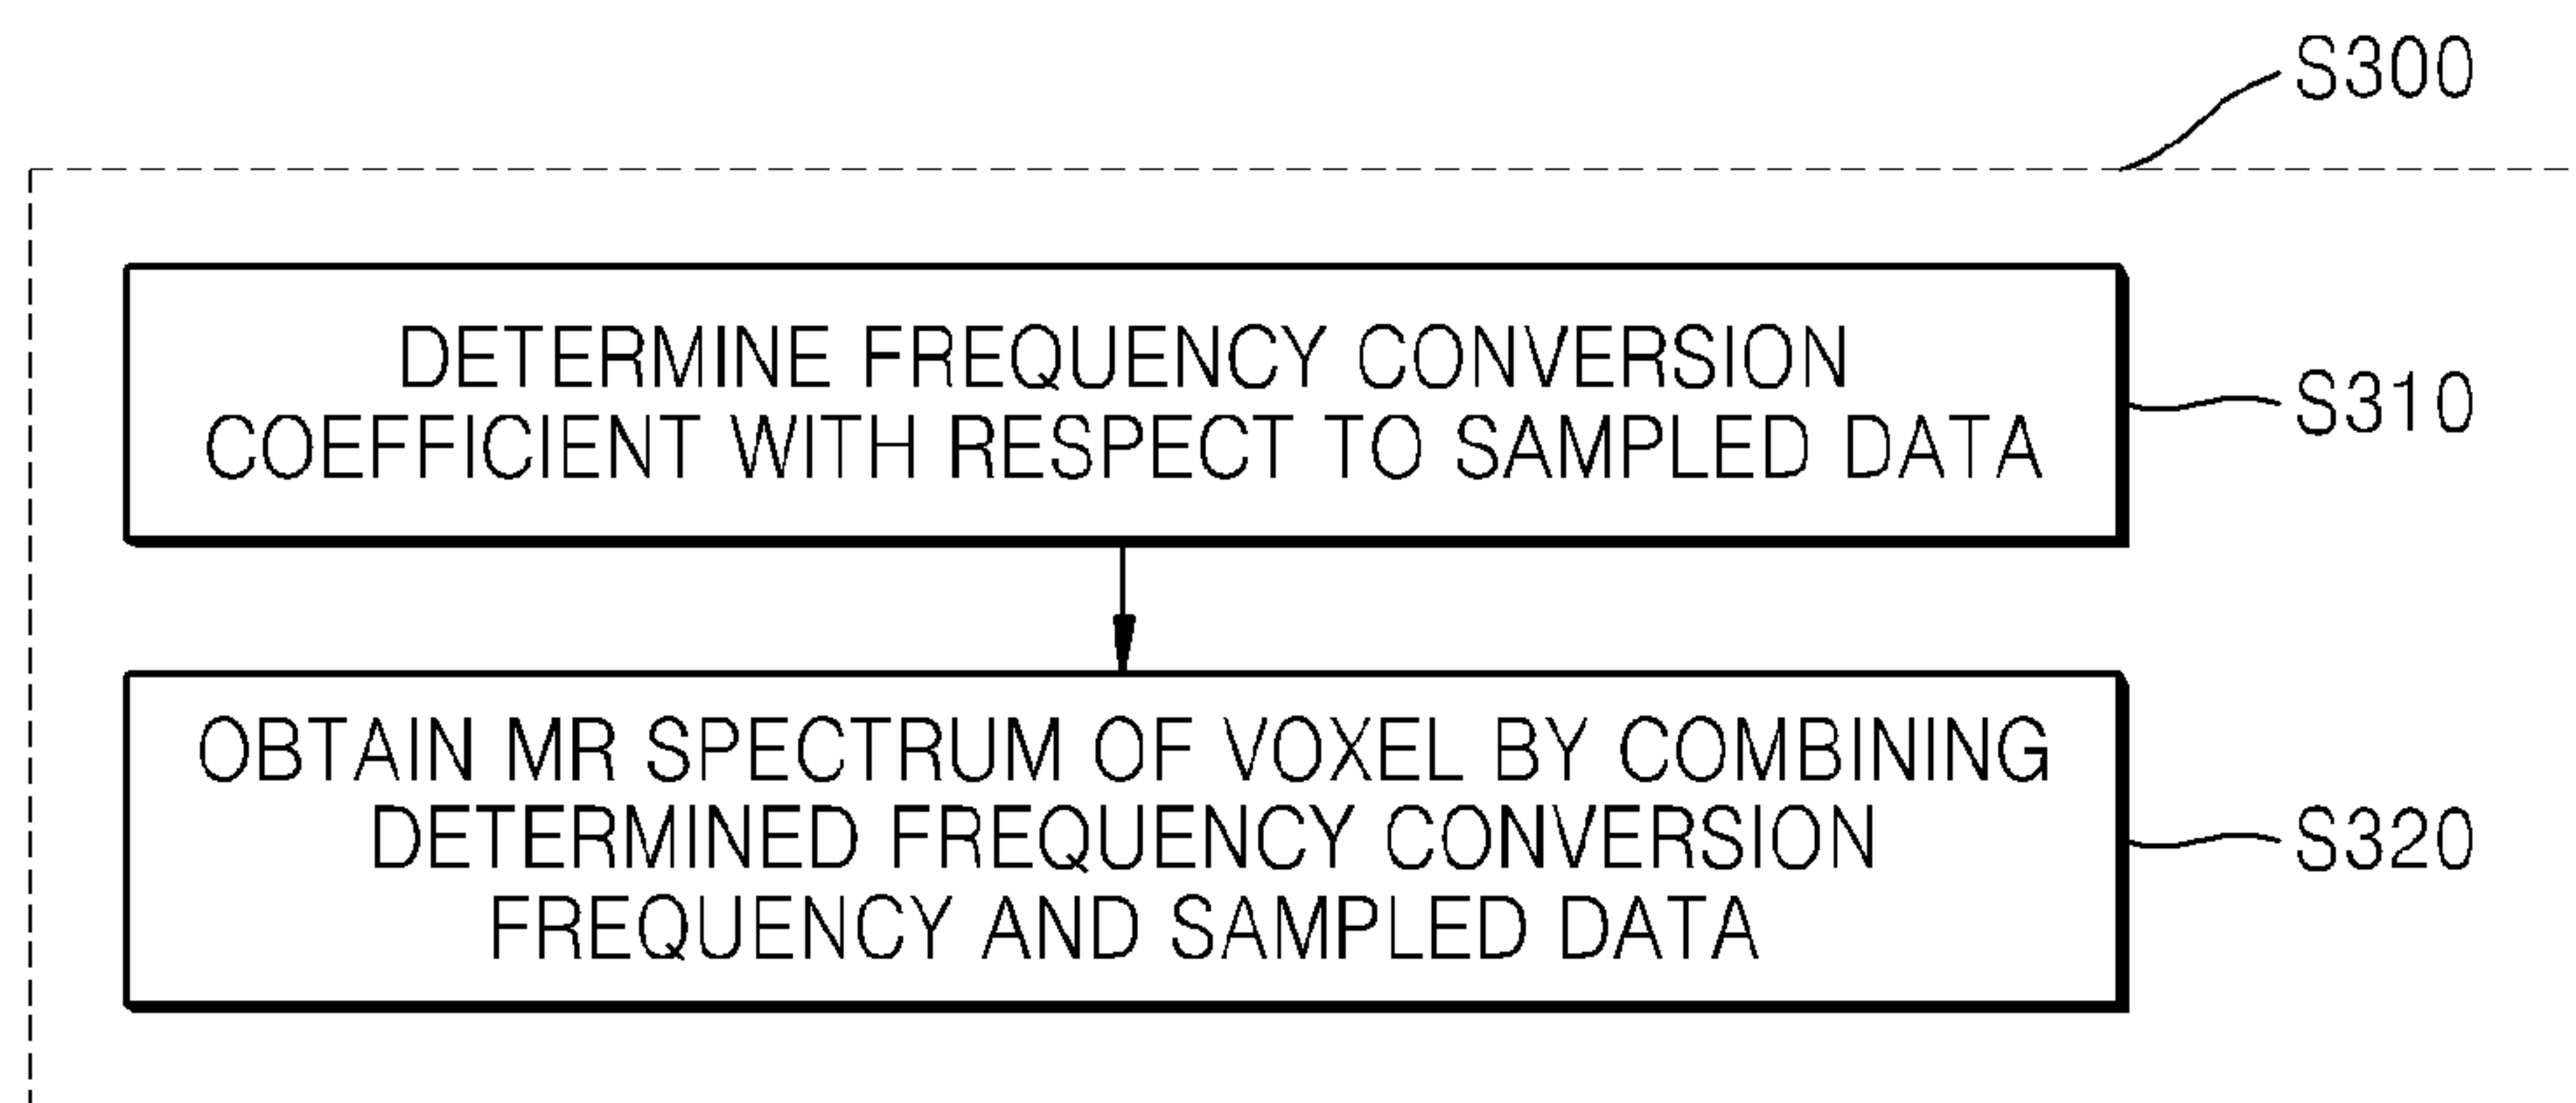 S300
DETERMINE FREQUENCY CONVERSION
COEFFICIENT WITH RESPECT TO SAMPLED DATA
S310
OBTAIN MR SPECTRUM OF VOXEL BY COMBINING
DETERMINED FREQUENCY CONVERSION
FREQUENCY AND SAMPLED DATA
S320